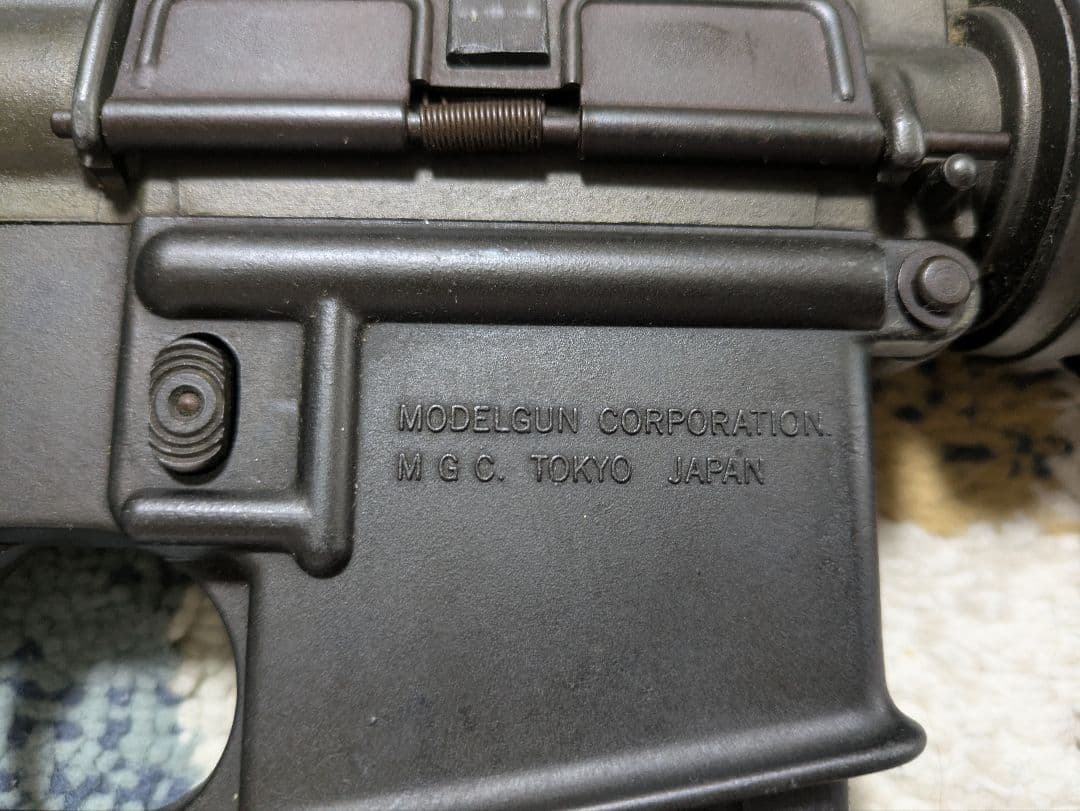 MODELGUN CORPORATION.
M G C. TOKYO JAPAN